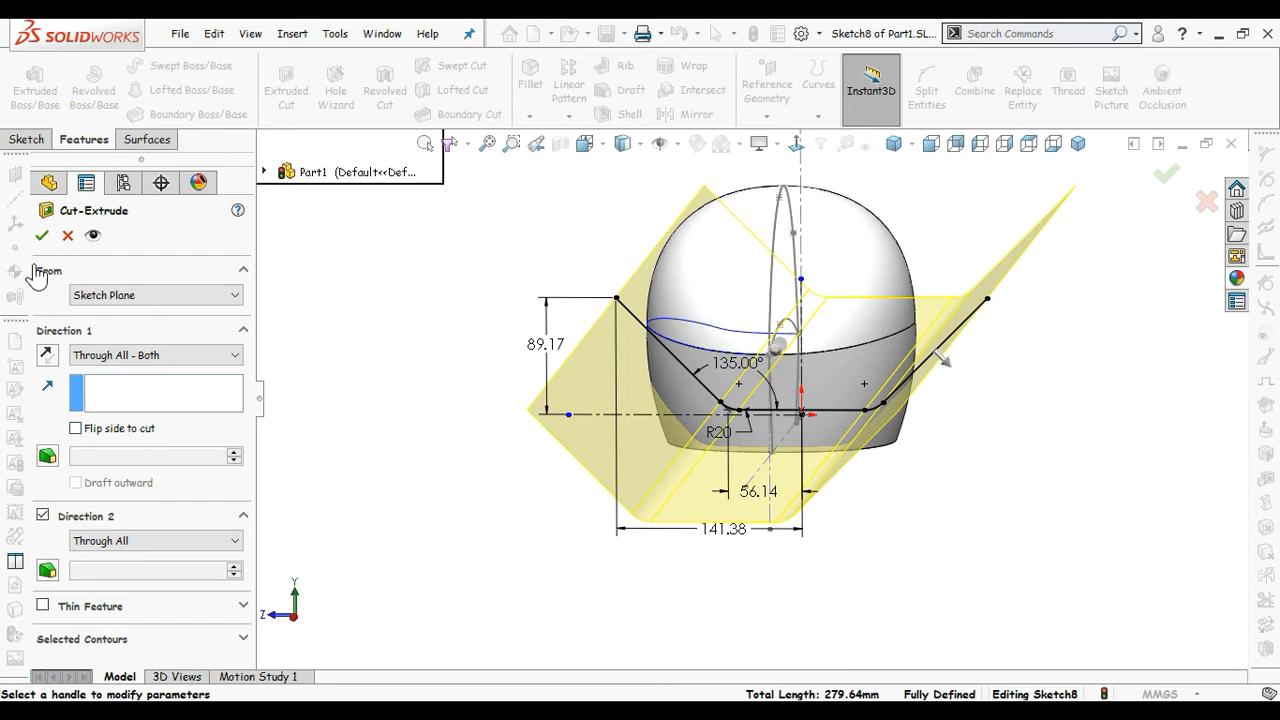 SOLIDWORKS File Edit View Insert Tools Window Help Sketch8 of Part1.SL... Search Commands ?
Extruded Boss/Base Revolved Boss/Base Swept Boss/Base Lofted Boss/Base Boundary Boss/Base Extruded Cut Hole Wizard Revolved Cut Swept Cut Lofted Cut Boundary Cut Fillet Linear Pattern Rib Draft Shell Wrap Intersect Mirror Reference Geometry Curves Instant3D Split Entities Combine Replace Entity Thread Sketch Picture Ambient Occlusion
Sketch Features Surfaces
Part1 (Default<<Def...
Cut-Extrude ?
From
Sketch Plane
Direction 1
Through All - Both
Flip side to cut
Draft outward
Direction 2
Through All
Thin Feature
Selected Contours
89.17
135.00°
R20
56.14
141.38
Y
Z
Model 3D Views Motion Study 1
Select a handle to modify parameters Total Length: 279.64mm Fully Defined Editing Sketch8 MMGS